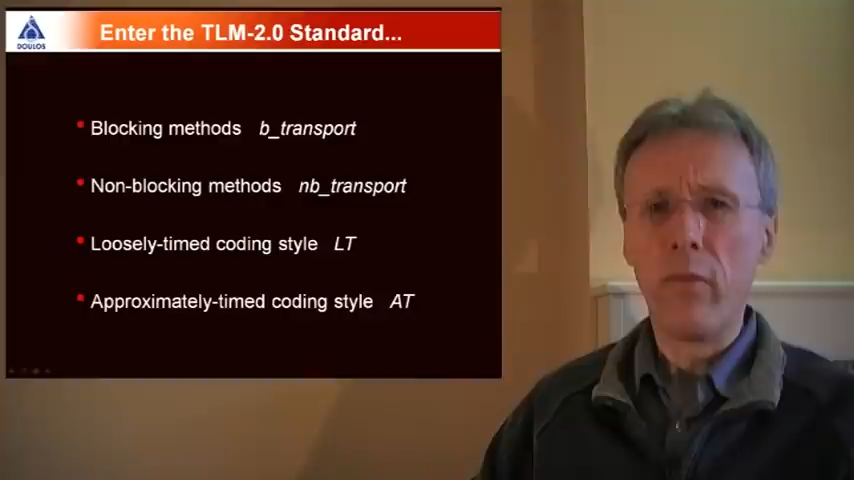 DOULOS
Enter the TLM-2.0 Standard...
• Blocking methods b_transport
• Non-blocking methods nb_transport
• Loosely-timed coding style LT
• Approximately-timed coding style AT